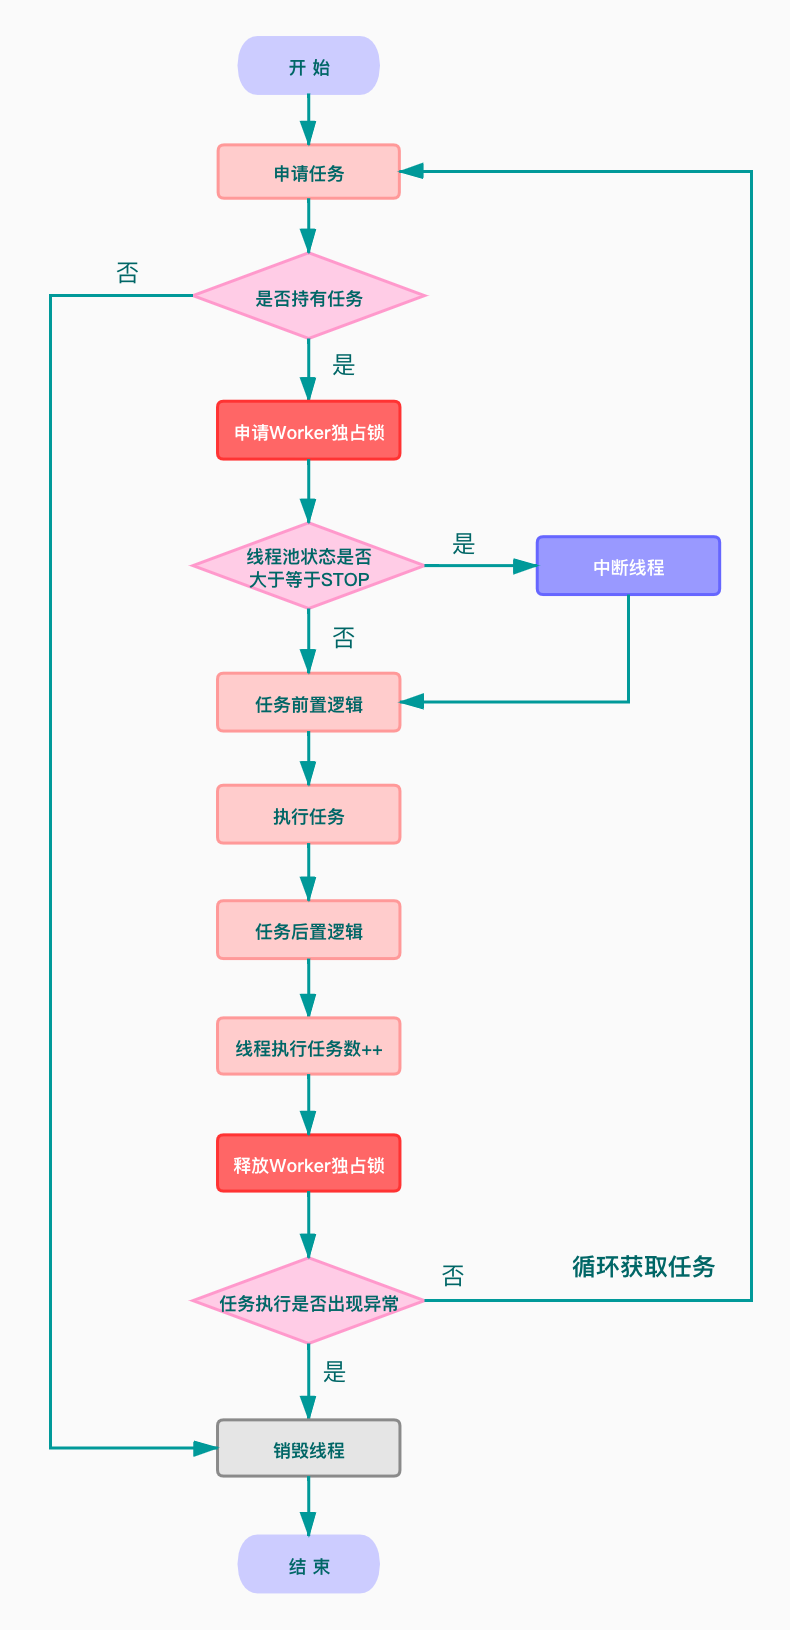 开 始
申请任务
否
是否持有任务
是
申请Worker独占锁
线程池状态是否
大于等于STOP
是
中断线程
否
任务前置逻辑
执行任务
任务后置逻辑
线程执行任务数++
释放Worker独占锁
任务执行是否出现异常
否
循环获取任务
是
销毁线程
结 束